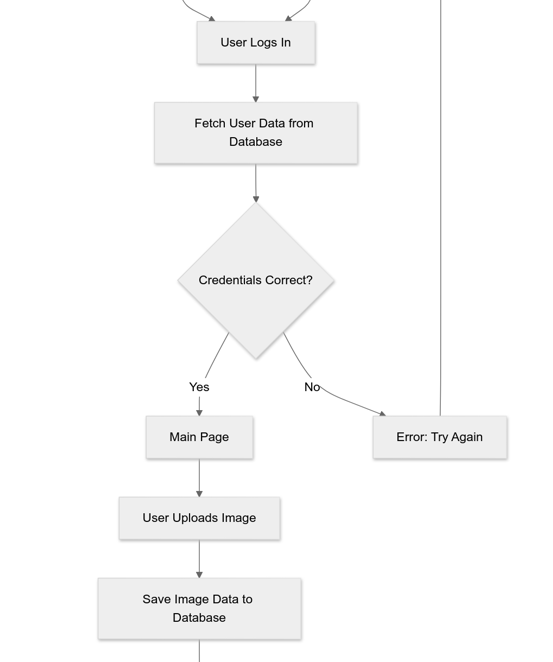 User Logs In
Fetch User Data from
Database
Credentials Correct?
Yes
No
Main Page
Error: Try Again
User Uploads Image
Save Image Data to
Database